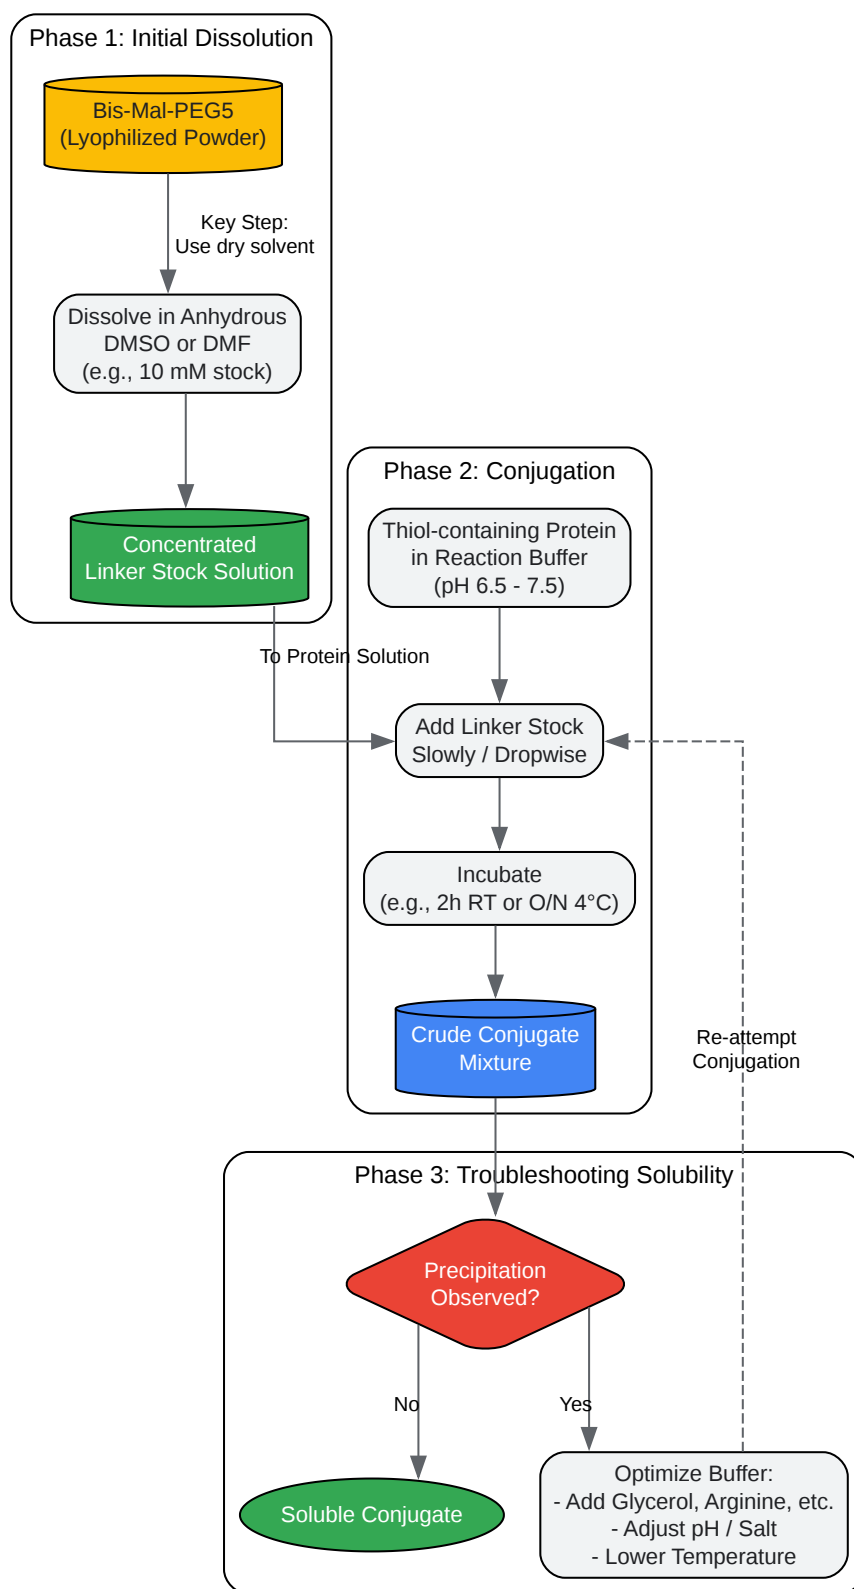 Phase 1: Initial Dissolution
Bis-Mal-PEG5
(Lyophilized Powder)
Key Step:
Use dry solvent
Dissolve in Anhydrous
DMSO or DMF
(e.g., 10 mM stock)
Concentrated
Linker Stock Solution
To Protein Solution
Phase 2: Conjugation
Thiol-containing Protein
in Reaction Buffer
(pH 6.5 - 7.5)
Add Linker Stock
Slowly / Dropwise
Incubate
(e.g., 2h RT or O/N 4°C)
Crude Conjugate
Mixture
Re-attempt
Conjugation
Phase 3: Troubleshooting Solubility
Precipitation
Observed?
No
Yes
Soluble Conjugate
Optimize Buffer:
- Add Glycerol, Arginine, etc.
- Adjust pH / Salt
- Lower Temperature